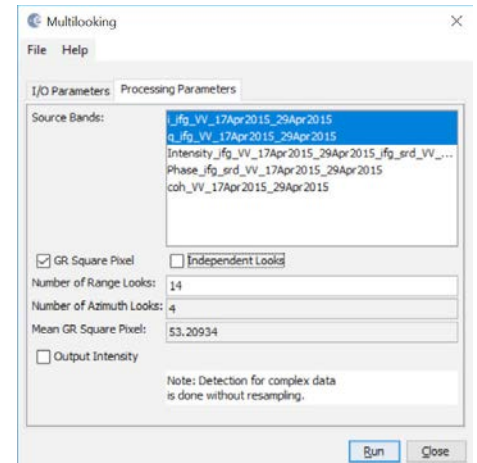 Multilooking
File Help
I/O Parameters Processing Parameters
Source Bands:
i_ifg_VV_17Apr2015_29Apr2015
q_ifg_VV_17Apr2015_29Apr2015
Intensity_ifg_VV_17Apr2015_29Apr2015_ifg_srd_VV_...
Phase_ifg_srd_VV_17Apr2015_29Apr2015
coh_VV_17Apr2015_29Apr2015
GR Square Pixel Independent Looks
Number of Range Looks: 14
Number of Azimuth Looks: 4
Mean GR Square Pixel: 53.20934
Output Intensity
Note: Detection for complex data
is done without resampling.
Run Close